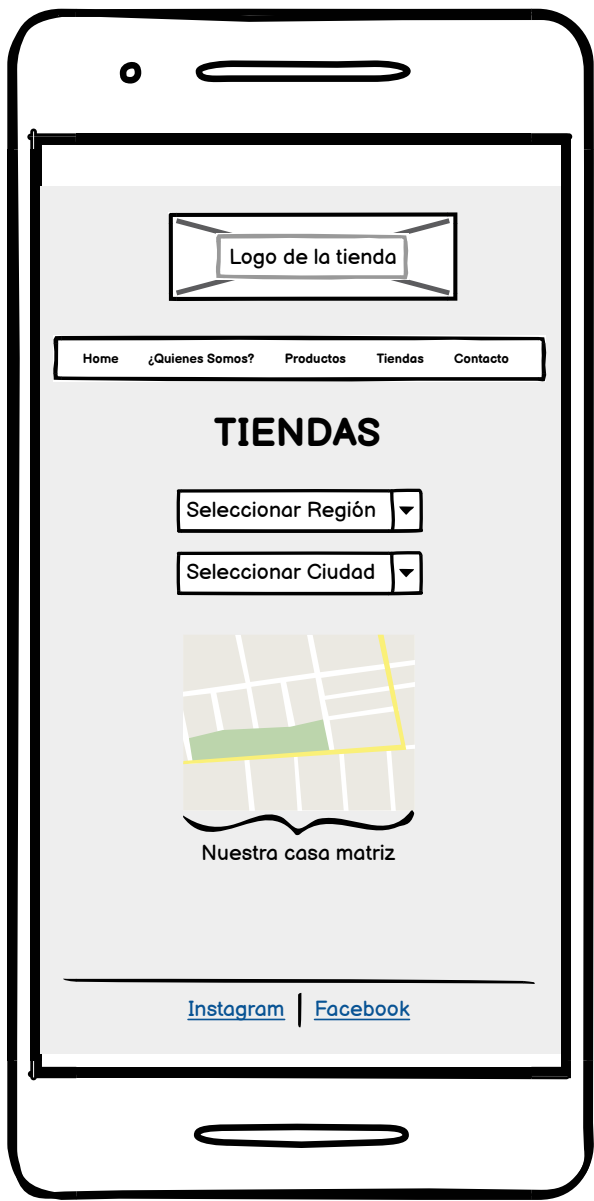 Logo de la tienda
Home ¿Quienes Somos? Productos Tiendas Contacto
TIENDAS
Seleccionar Región
Seleccionar Ciudad
Nuestra casa matriz
Instagram Facebook